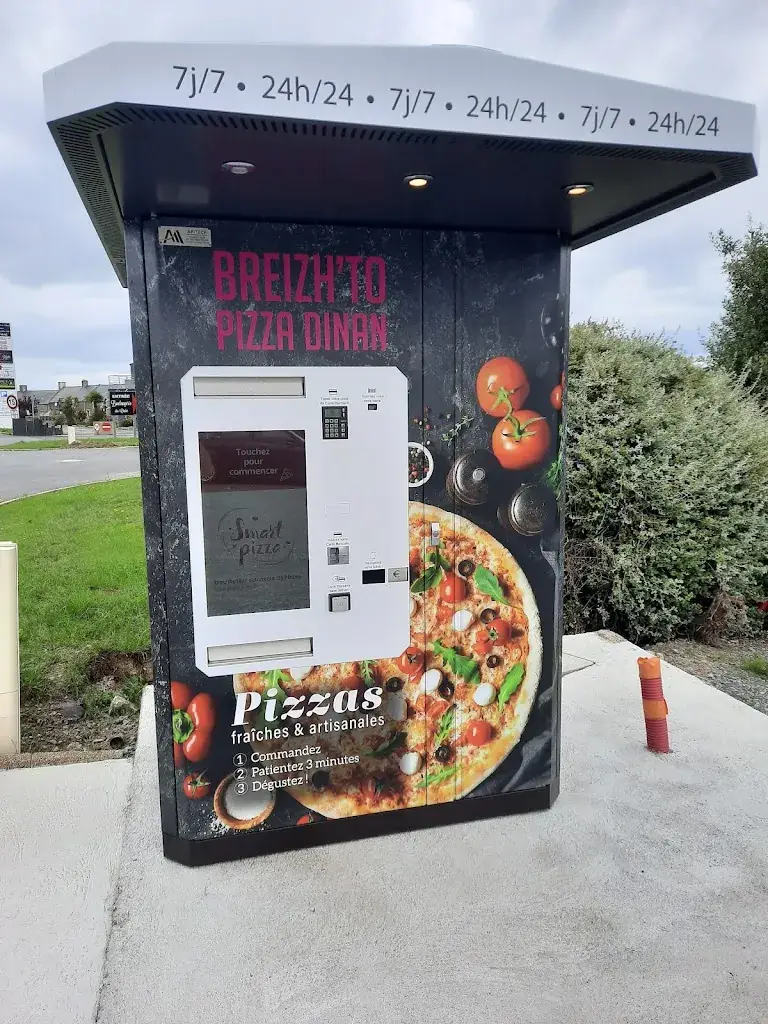 7j/7 • 24h/24 • 7j/7 • 24h/24 • 7j/7 • 24h/24
BREIZH'TO
PIZZA DINAN
Touchez
pour
commencer
Smart
pizza
Pizzas
fraîches & artisanales
1 Commandez
2 Patientez 3 minutes
3 Dégustez !